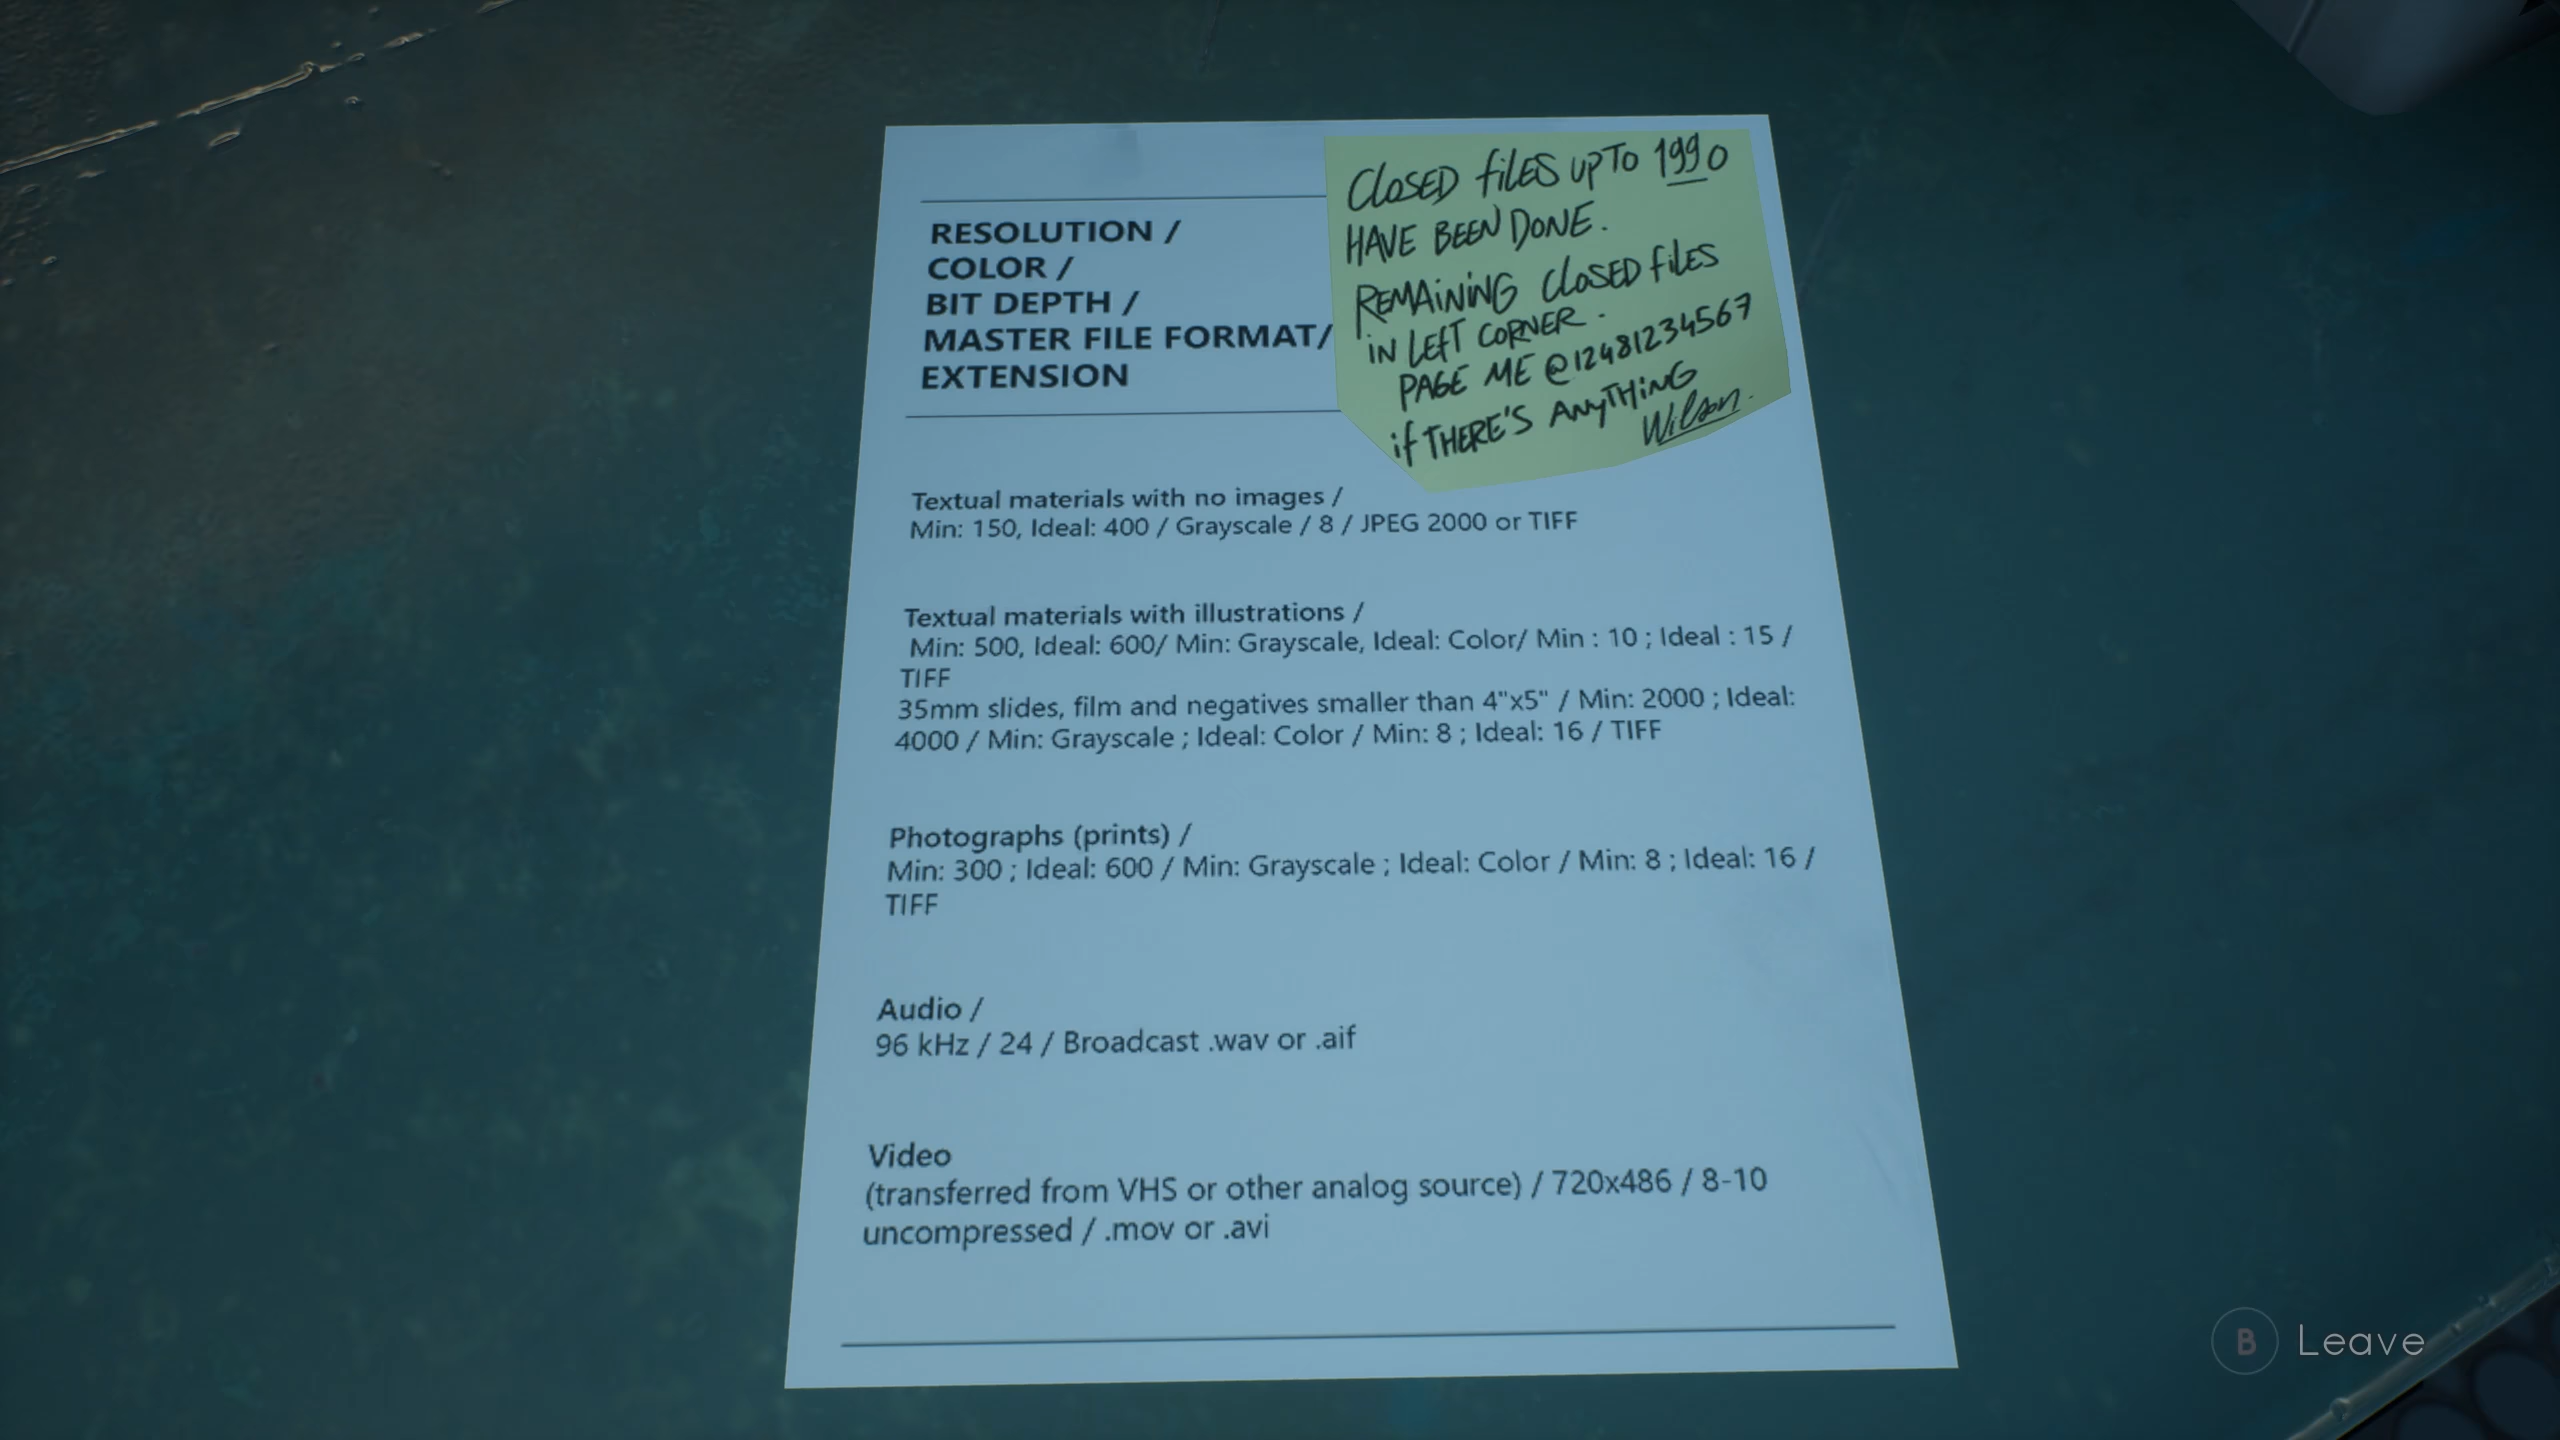 RESOLUTION /
COLOR /
BIT DEPTH /
MASTER FILE FORMAT/
EXTENSION
CLOSED FILES UP TO 1990
HAVE BEEN DONE.
REMAINING CLOSED FILES
IN LEFT CORNER.
PAGE ME @12481234567
if THERE'S ANYTHING
Wilson.
Textual materials with no images /
Min: 150, Ideal: 400 / Grayscale / 8 / JPEG 2000 or TIFF
Textual materials with illustrations /
Min: 500, Ideal: 600/ Min: Grayscale, Ideal: Color/ Min : 10 ; Ideal : 15 /
TIFF
35mm slides, film and negatives smaller than 4"x5" / Min: 2000 ; Ideal:
4000 / Min: Grayscale ; Ideal: Color / Min: 8 ; Ideal: 16 / TIFF
Photographs (prints) /
Min: 300 ; Ideal: 600 / Min: Grayscale ; Ideal: Color / Min: 8 ; Ideal: 16 /
TIFF
Audio /
96 kHz / 24 / Broadcast .wav or .aif
Video
(transferred from VHS or other analog source) / 720x486 / 8-10
uncompressed / .mov or .avi
B Leave